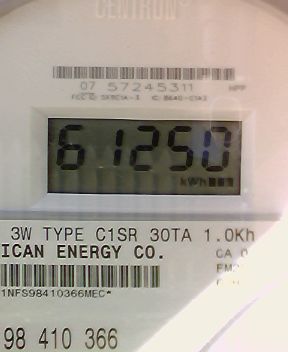 CENTRON®
07 57245311
61250
kWh
3W TYPE C1SR 30TA 1.0Kh
ICAN ENERGY CO.
CA 0
1NFS98410366MEC*
98 410 366